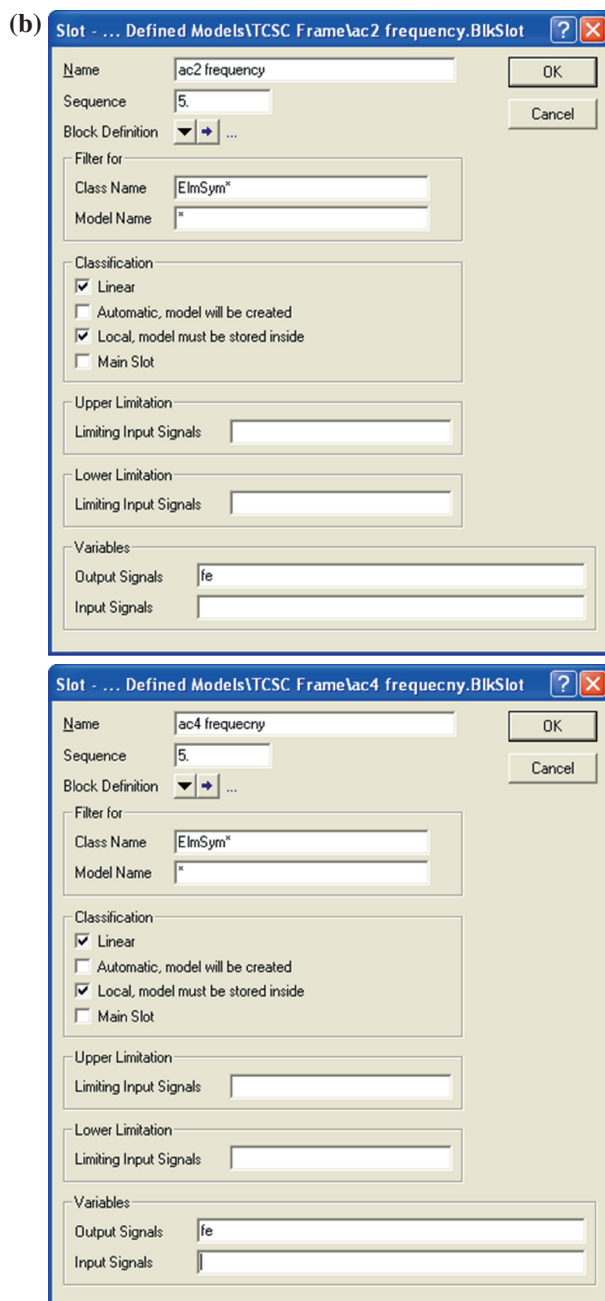 (b)
Slot - ... Defined Models\TCSC Frame\ac2 frequency.BlkSlot ?
Name ac2 frequency OK
Sequence 5. Cancel
Block Definition ...
Filter for
Class Name ElmSym*
Model Name *
Classification
Linear
Automatic, model will be created
Local, model must be stored inside
Main Slot
Upper Limitation
Limiting Input Signals
Lower Limitation
Limiting Input Signals
Variables
Output Signals fe
Input Signals
Slot - ... Defined Models\TCSC Frame\ac4 frequecny.BlkSlot ?
Name ac4 frequecny OK
Sequence 5. Cancel
Block Definition ...
Filter for
Class Name ElmSym*
Model Name *
Classification
Linear
Automatic, model will be created
Local, model must be stored inside
Main Slot
Upper Limitation
Limiting Input Signals
Lower Limitation
Limiting Input Signals
Variables
Output Signals fe
Input Signals